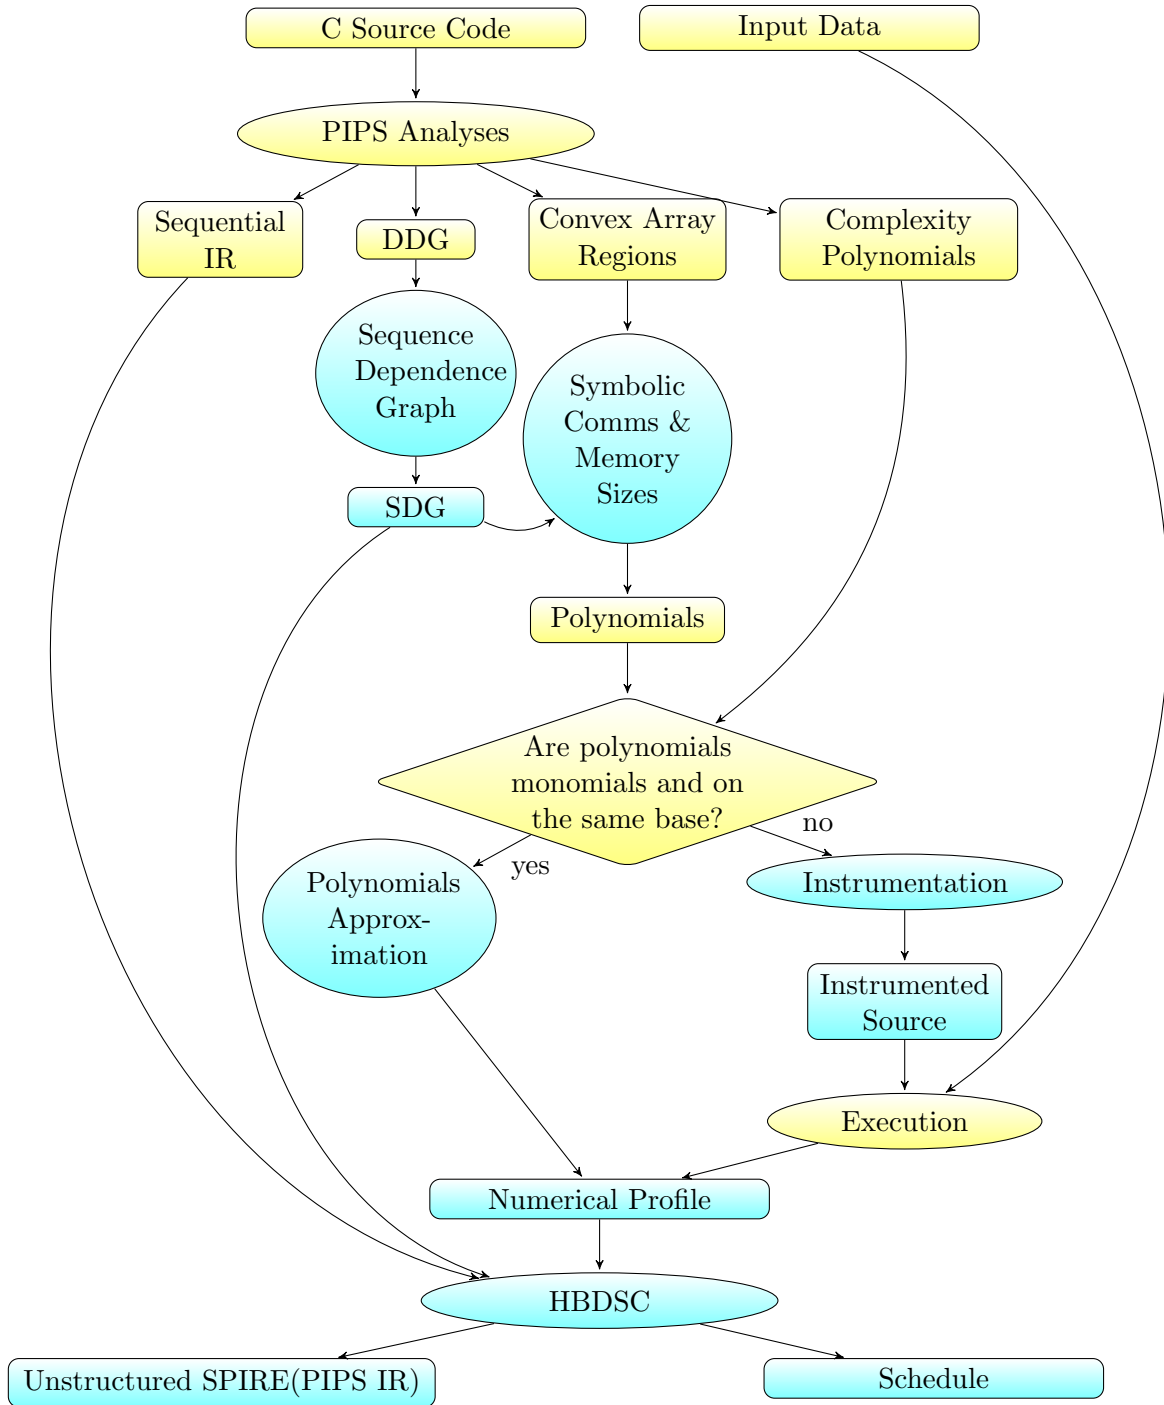 C Source Code
Input Data
PIPS Analyses
Sequential
IR
DDG
Convex Array
Regions
Complexity
Polynomials
Sequence
Dependence
Graph
Symbolic
Comms &
Memory
Sizes
SDG
Polynomials
Are polynomials
monomials and on
the same base?
no
yes
Polynomials
Approx-
imation
Instrumentation
Instrumented
Source
Execution
Numerical Profile
HBDSC
Unstructured SPIRE(PIPS IR)
Schedule